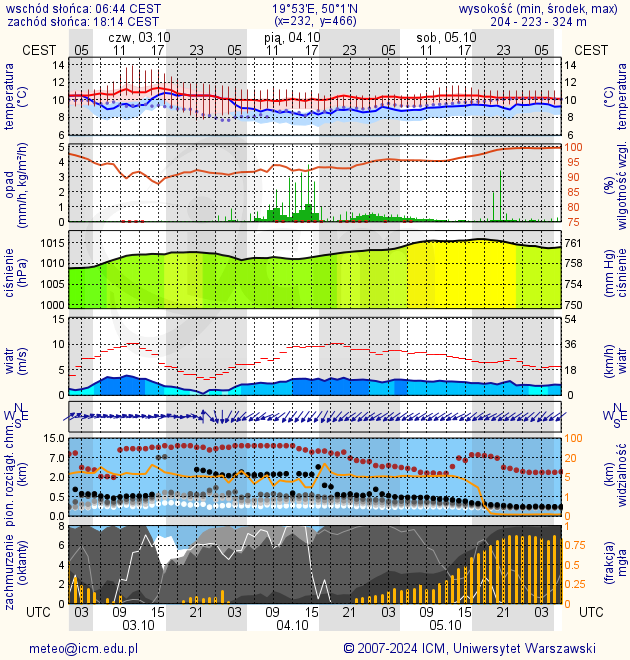 wschód słońca: 06:44 CEST 19°53'E, 50°1'N wysokość (min, środek, max)
zachód słońca: 18:14 CEST (x=232, y=466) 204 - 223 - 324 m
czw, 03.10 pią, 04.10 sob, 05.10
CEST 05 11 17 23 05 11 17 23 05 11 17 23 05 CEST
temperatura (°C)
14 12 10 8 6
14 12 10 8 6
temperatura (°C)
opad (mm/h, kg/m²/h)
5 4 3 2 1 0
100 95 90 85 80 75
wilgotność wzgl. (%)
ciśnienie (hPa)
1015 1010 1005 1000
761 758 754 750
ciśnienie (mm Hg)
wiatr (m/s)
15 10 5 0
54 36 18 0
wiatr (km/h)
N W E S
N W E S
pion. rozciągł. chm. (km)
15.0 7.0 2.0 0.5 0.0
100 20 5 1 0
widzialność (km)
zachmurzenie (oktanty)
8 6 4 2 0
1 0.75 0.5 0.25 0
mgła (frakcja)
UTC 03 09 15 21 03 09 15 21 03 09 15 21 03 UTC
03.10 04.10 05.10
meteo@icm.edu.pl © 2007-2024 ICM, Uniwersytet Warszawski